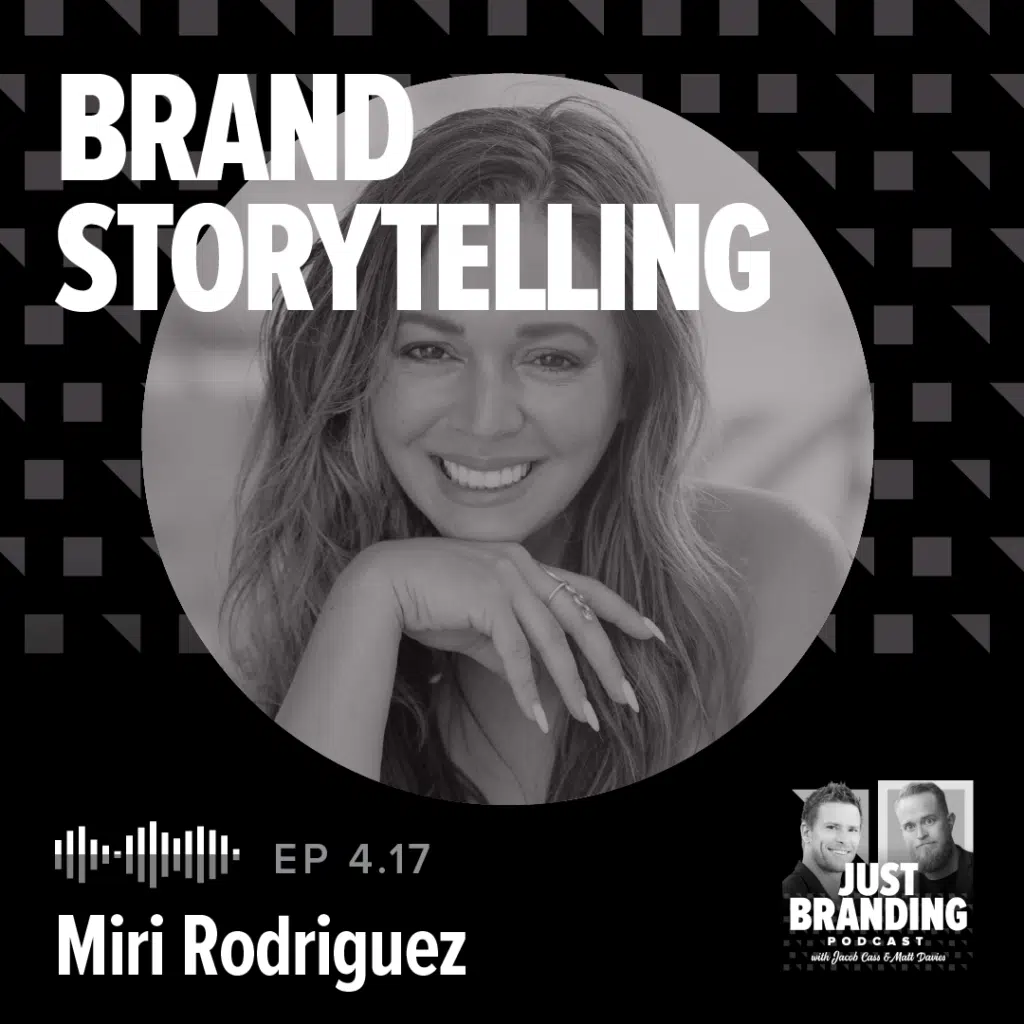 BRAND
STORYTELLING
EP 4.17
Miri Rodriguez
JUST
BRANDING
PODCAST
with Jacob Cass & Matt Davies